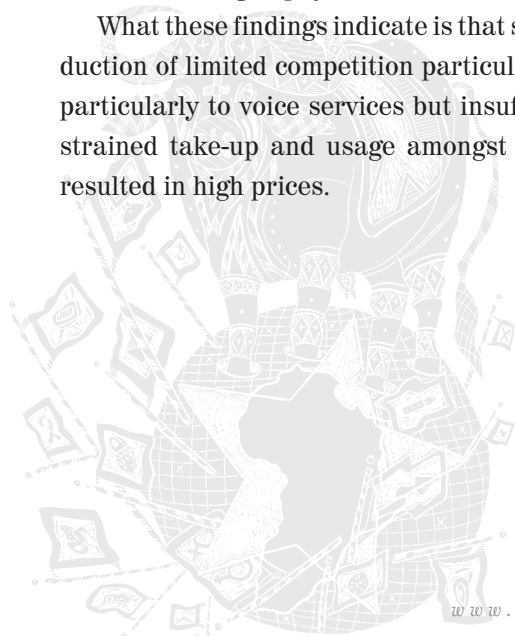 What these findings indicate is that s
duction of limited competition particul
particularly to voice services but insuf
strained take-up and usage amongst
resulted in high prices.
www.